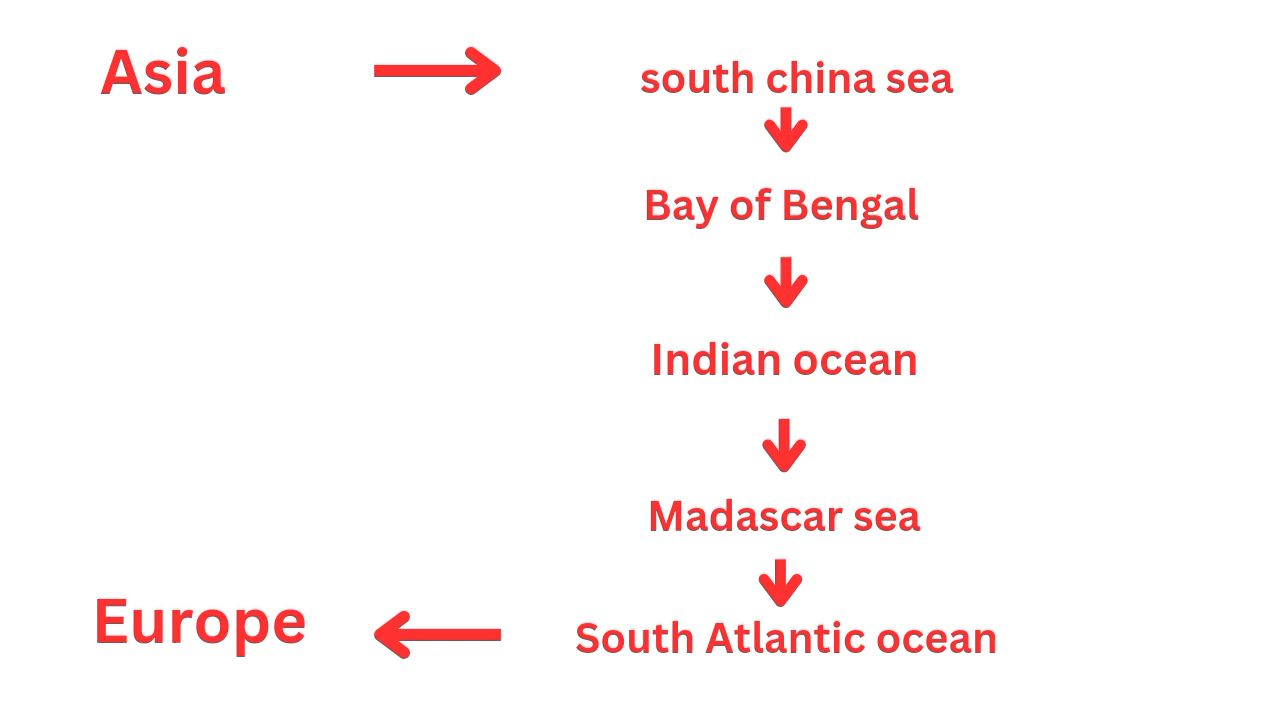 Asia
south china sea
Bay of Bengal
Indian ocean
Madascar sea
South Atlantic ocean
Europe